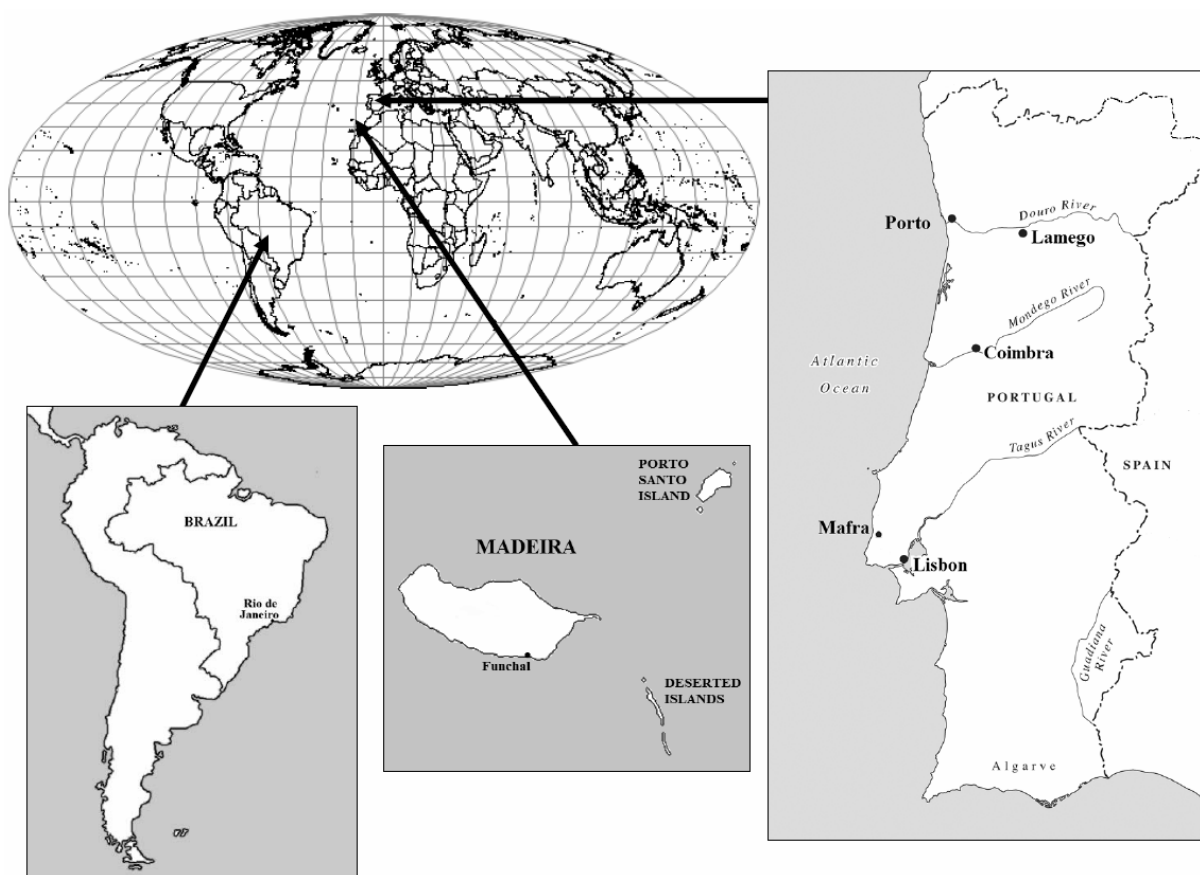 Porto
Douro River
Lamego
Mondego River
Coimbra
Atlantic
Ocean
PORTUGAL
Tagus River
SPAIN
Mafra
Lisbon
Guadiana
River
Algarve
BRAZIL
Rio de
Janeiro
PORTO
SANTO
ISLAND
MADEIRA
Funchal
DESERTED
ISLANDS